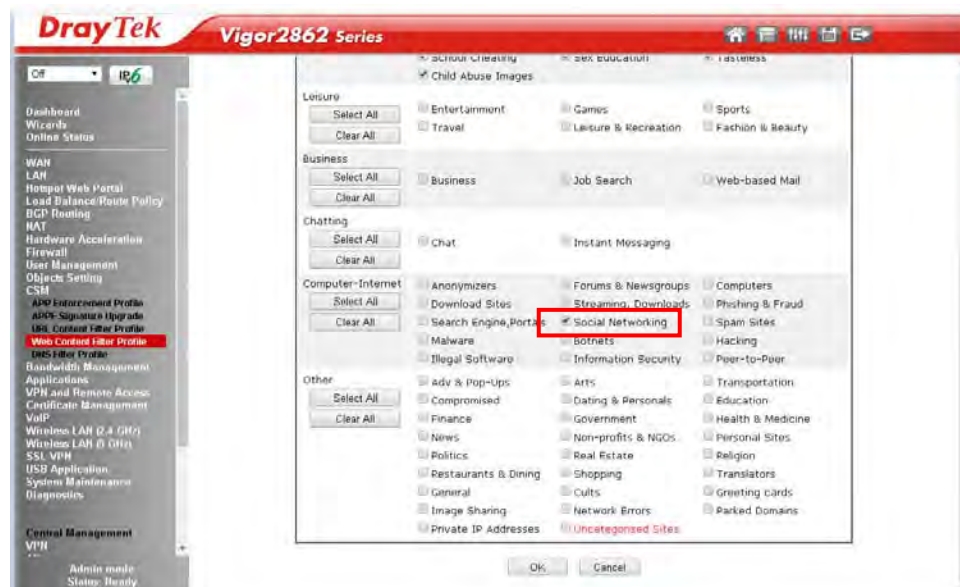 DrayTek
Vigor2862 Series
Off
IPv6
Dashboard
Wizards
Online Status
WAN
LAN
Hotspot Web Portal
Load Balance/Route Policy
BGP Routing
NAT
Hardware Acceleration
Firewall
User Management
Objects Setting
CSM
APP Enforcement Profile
APPE Signature Upgrade
URL Content Filter Profile
Web Content Filter Profile
DNS Filter Profile
Bandwidth Management
Applications
VPN and Remote Access
Certificate Management
VoIP
Wireless LAN (2.4 GHz)
Wireless LAN (5 GHz)
SSL VPN
USB Application
System Maintenance
Diagnostics
Central Management
VPN
Admin mode
Status: Ready
School Cheating Sex Education Tasteless
Child Abuse Images
Leisure
Select All
Clear All
Entertainment Games Sports
Travel Leisure & Recreation Fashion & Beauty
Business
Select All
Clear All
Business Job Search Web-based Mail
Chatting
Select All
Clear All
Chat Instant Messaging
Computer-Internet
Select All
Clear All
Anonymizers Forums & Newsgroups Computers
Download Sites Streaming, Downloads Phishing & Fraud
Search Engine,Portals Social Networking Spam Sites
Malware Botnets Hacking
Illegal Software Information Security Peer-to-Peer
Other
Select All
Clear All
Adv & Pop-Ups Arts Transportation
Compromised Dating & Personals Education
Finance Government Health & Medicine
News Non-profits & NGOs Personal Sites
Politics Real Estate Religion
Restaurants & Dining Shopping Translators
General Cults Greeting cards
Image Sharing Network Errors Parked Domains
Private IP Addresses Uncategorised Sites
OK Cancel